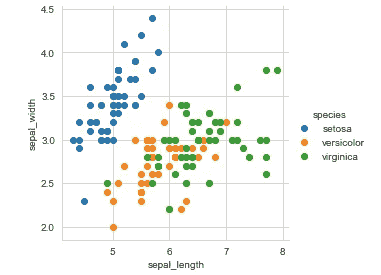 4.5
4.0
3.5
3.0
2.5
2.0
sepal_width
5
6
7
8
sepal_length
species
setosa
versicolor
virginica